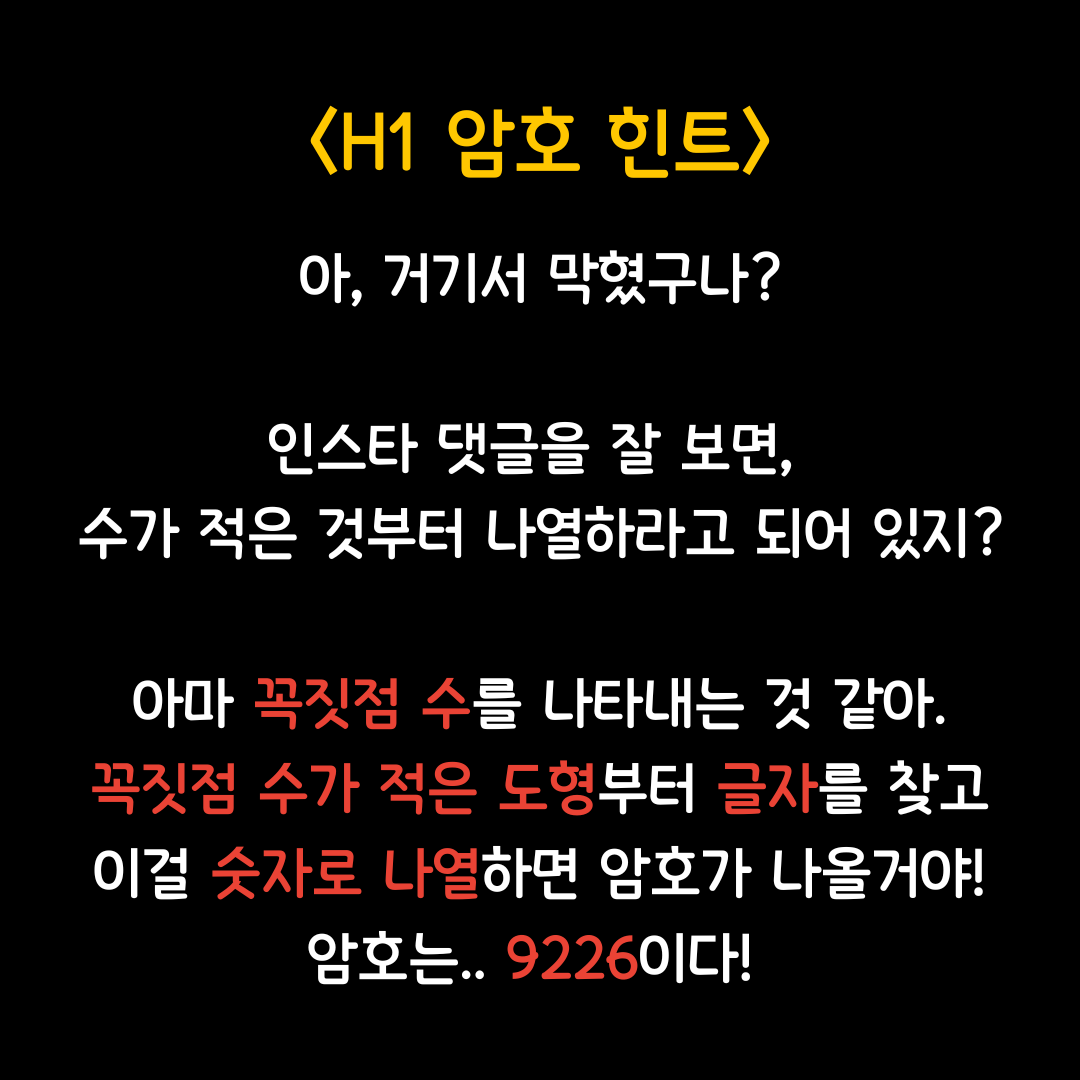 <H1 암호 힌트>
아, 거기서 막혔구나?
인스타 댓글을 잘 보면,
수가 적은 것부터 나열하라고 되어 있지?
아마 꼭짓점 수를 나타내는 것 같아.
꼭짓점 수가 적은 도형부터 글자를 찾고
이걸 숫자로 나열하면 암호가 나올거야!
암호는.. 9226이다!